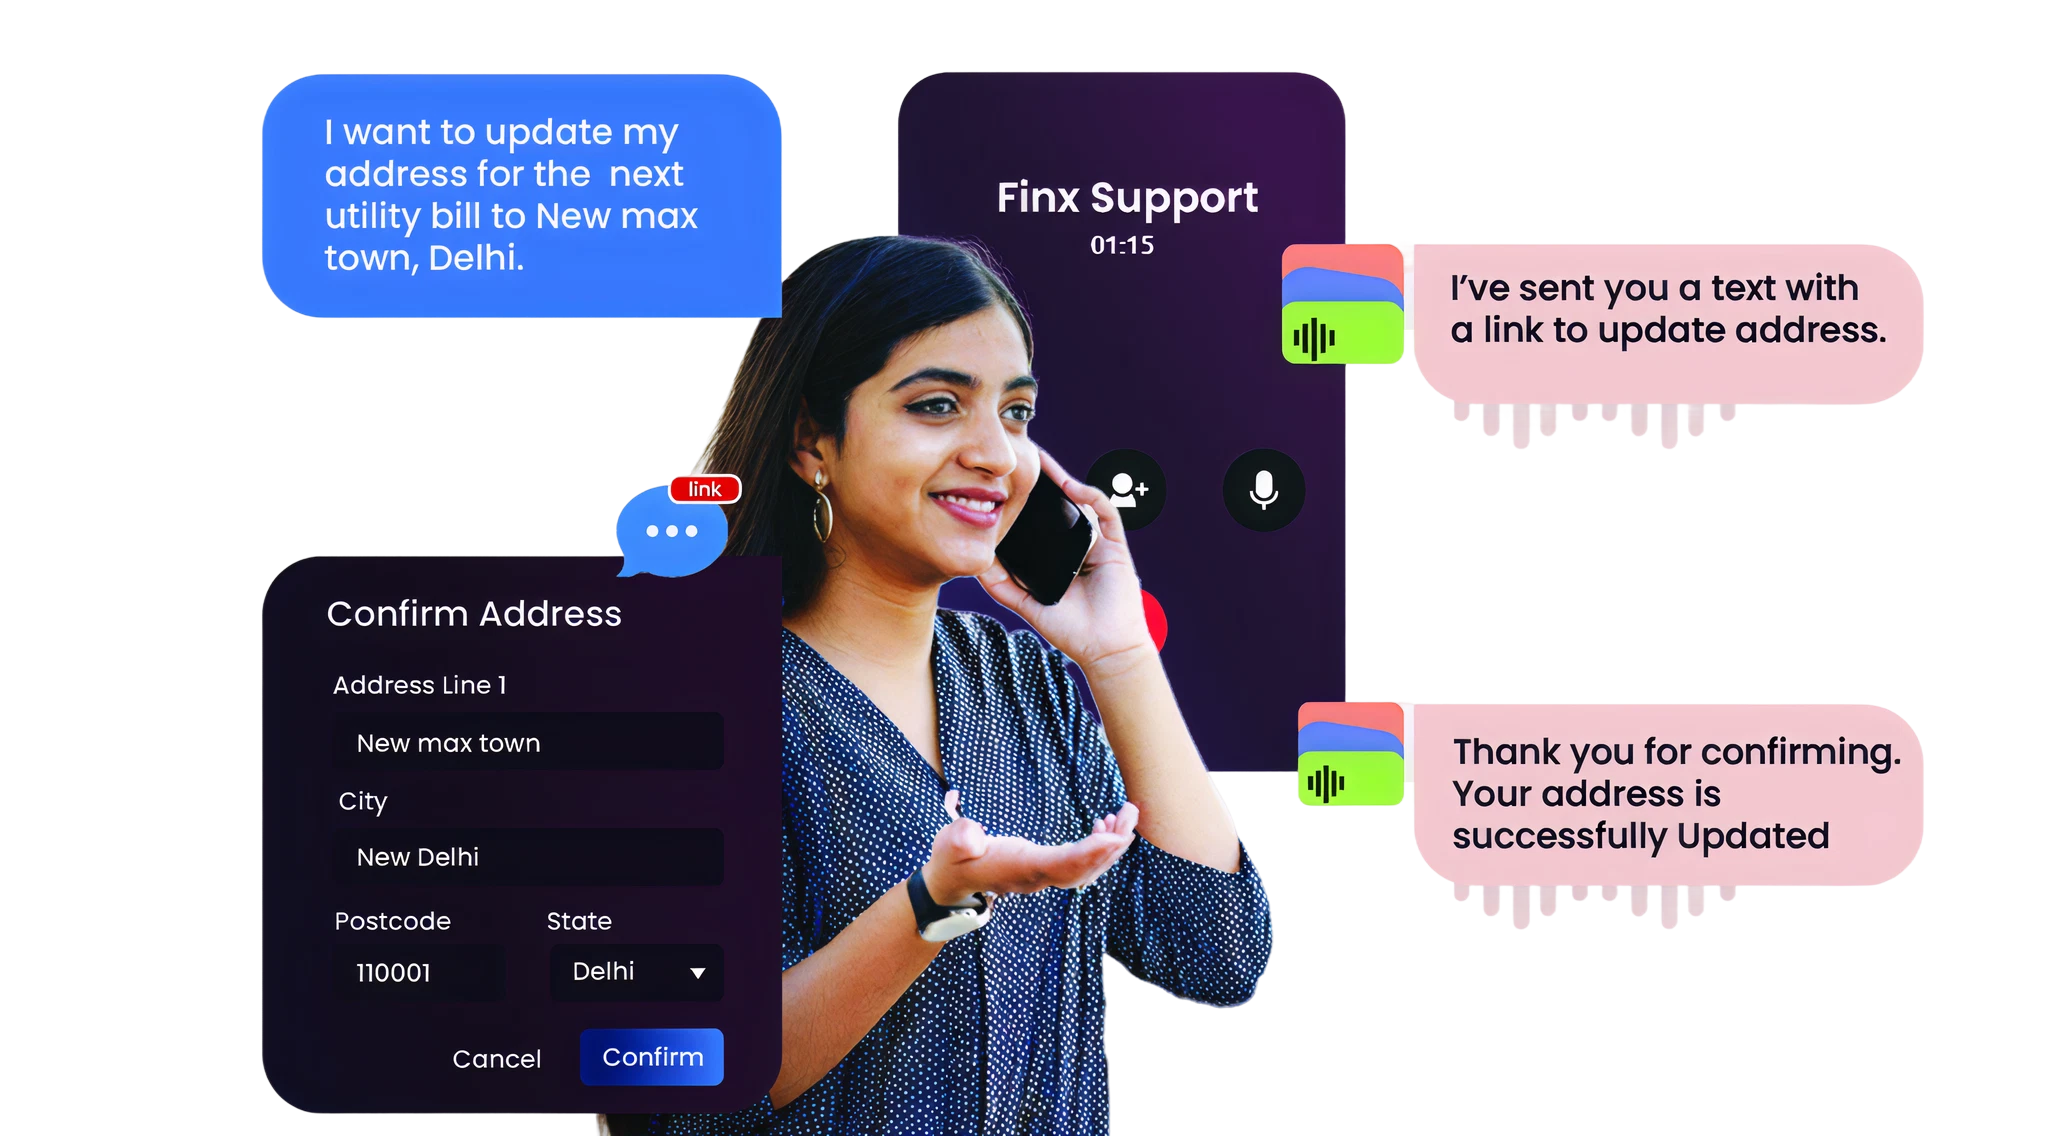 I want to update my
address for the next
utility bill to New max
town, Delhi.
Finx Support
01:15
I've sent you a text with
a link to update address.
link
Confirm Address
Address Line 1
New max town
City
New Delhi
Postcode State
110001 Delhi
Cancel Confirm
Thank you for confirming.
Your address is
successfully Updated